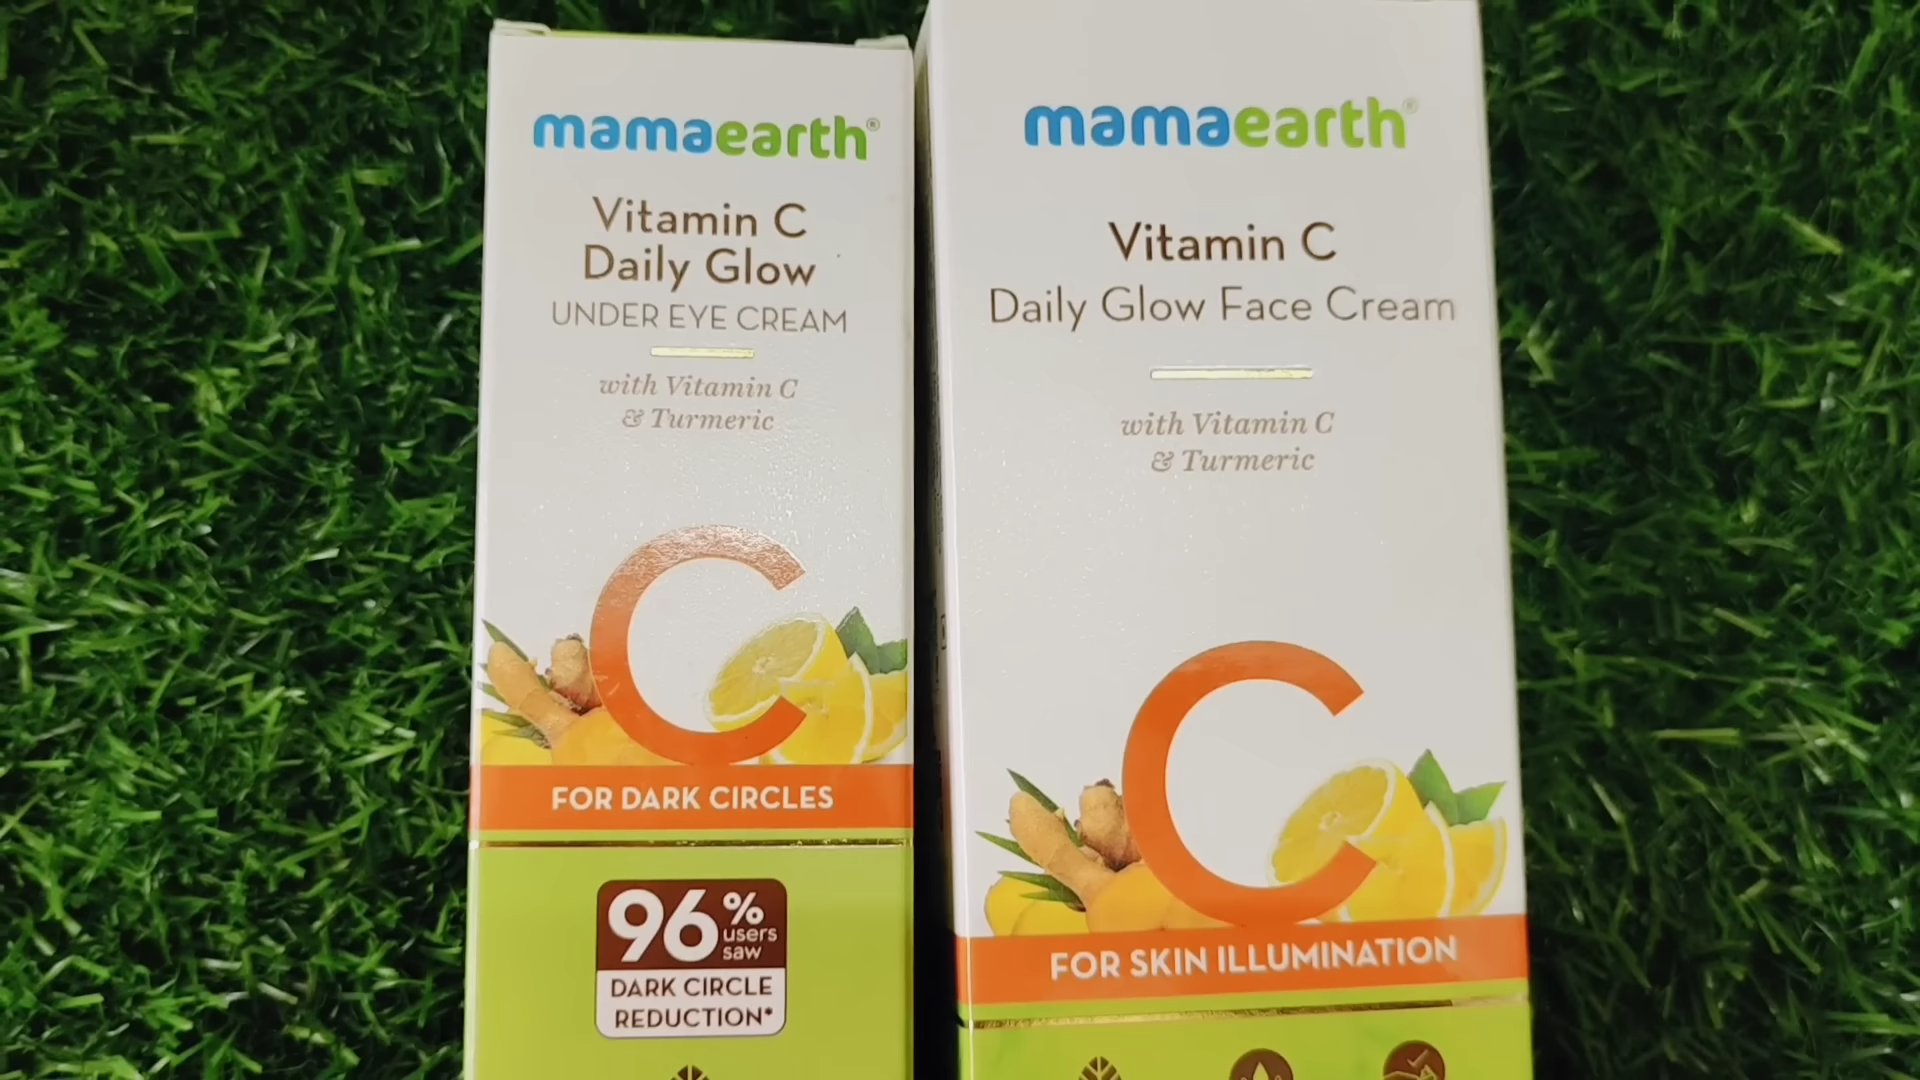 mamaearth®
Vitamin C
Daily Glow
UNDER EYE CREAM
with Vitamin C
& Turmeric
C
FOR DARK CIRCLES
96%
users
saw
DARK CIRCLE
REDUCTION*
mamaearth®
Vitamin C
Daily Glow Face Cream
with Vitamin C
& Turmeric
C
FOR SKIN ILLUMINATION